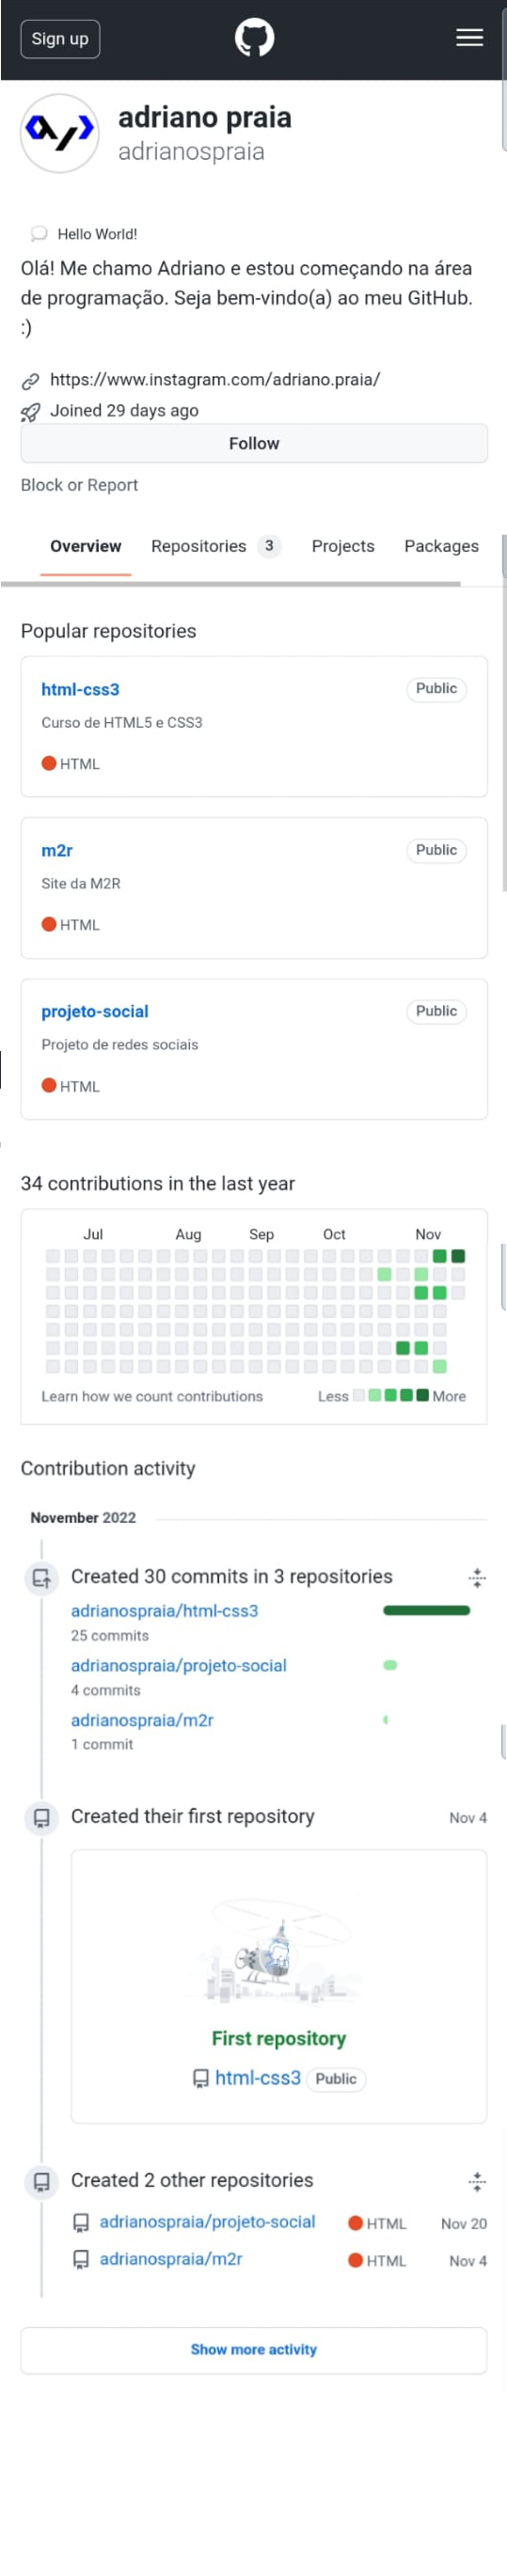 Sign up
adriano praia
adrianospraia
Hello World!
Olá! Me chamo Adriano e estou começando na área
de programação. Seja bem-vindo(a) ao meu GitHub.
:)
https://www.instagram.com/adriano.praia/
Joined 29 days ago
Follow
Block or Report
Overview Repositories 3 Projects Packages
Popular repositories
html-css3 Public
Curso de HTML5 e CSS3
HTML
m2r Public
Site da M2R
HTML
projeto-social Public
Projeto de redes sociais
HTML
34 contributions in the last year
Jul Aug Sep Oct Nov
Learn how we count contributions Less More
Contribution activity
November 2022
Created 30 commits in 3 repositories
adrianospraia/html-css3
25 commits
adrianospraia/projeto-social
4 commits
adrianospraia/m2r
1 commit
Created their first repository Nov 4
First repository
html-css3 Public
Created 2 other repositories
adrianospraia/projeto-social HTML Nov 20
adrianospraia/m2r HTML Nov 4
Show more activity